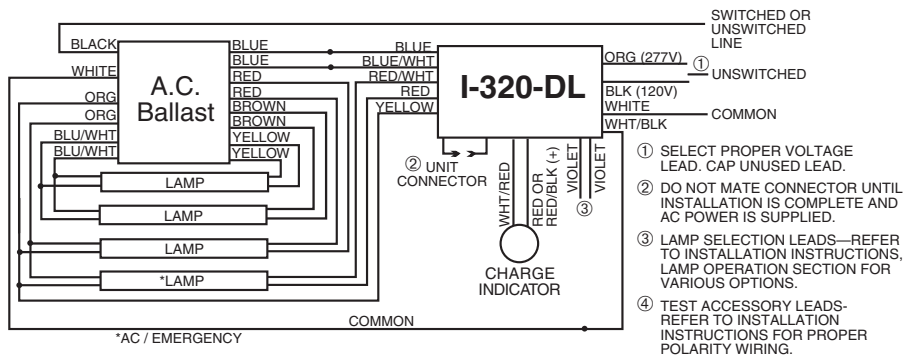 SWITCHED OR
UNSWITCHED
LINE
BLACK
BLUE
BLUE
BLUE
BLUE/WHT
WHITE
RED
RED/WHT
ORG (277V)
①
UNSWITCHED
A.C.
Ballast
I-320-DL
ORG
RED
RED
BLK (120V)
ORG
BROWN
YELLOW
WHITE
COMMON
BROWN
WHT/BLK
BLU/WHT
YELLOW
BLU/WHT
YELLOW
② UNIT
CONNECTOR
WHT/RED
RED OR
RED/BLK (+)
VIOLET
VIOLET
③
LAMP
LAMP
LAMP
*LAMP
CHARGE
INDICATOR
COMMON
*AC / EMERGENCY
① SELECT PROPER VOLTAGE
LEAD. CAP UNUSED LEAD.
② DO NOT MATE CONNECTOR UNTIL
INSTALLATION IS COMPLETE AND
AC POWER IS SUPPLIED.
③ LAMP SELECTION LEADS—REFER
TO INSTALLATION INSTRUCTIONS,
LAMP OPERATION SECTION FOR
VARIOUS OPTIONS.
④ TEST ACCESSORY LEADS-
REFER TO INSTALLATION
INSTRUCTIONS FOR PROPER
POLARITY WIRING.